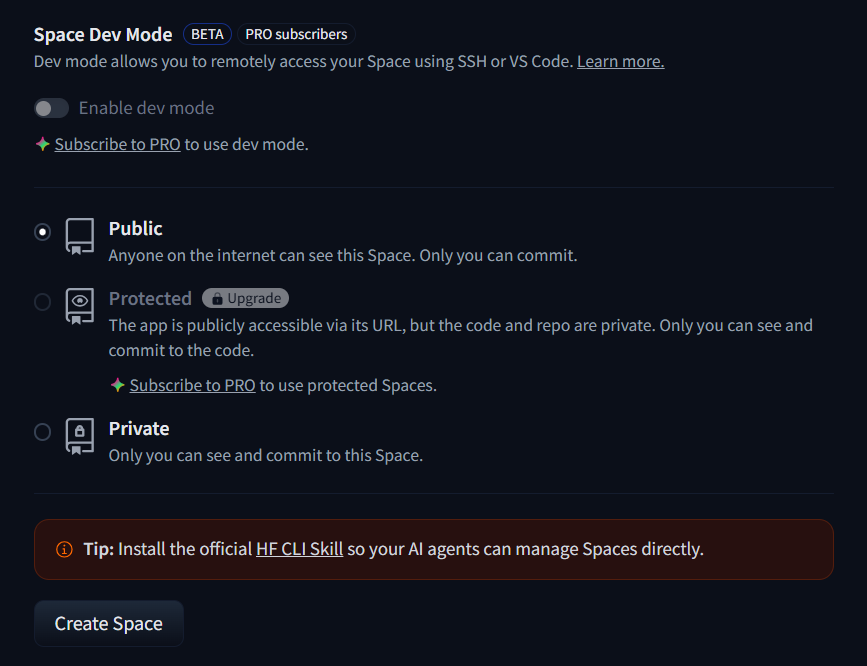 Space Dev Mode BETA PRO subscribers
Dev mode allows you to remotely access your Space using SSH or VS Code. Learn more.
Enable dev mode
Subscribe to PRO to use dev mode.
Public
Anyone on the internet can see this Space. Only you can commit.
Protected Upgrade
The app is publicly accessible via its URL, but the code and repo are private. Only you can see and
commit to the code.
Subscribe to PRO to use protected Spaces.
Private
Only you can see and commit to this Space.
Tip: Install the official HF CLI Skill so your AI agents can manage Spaces directly.
Create Space